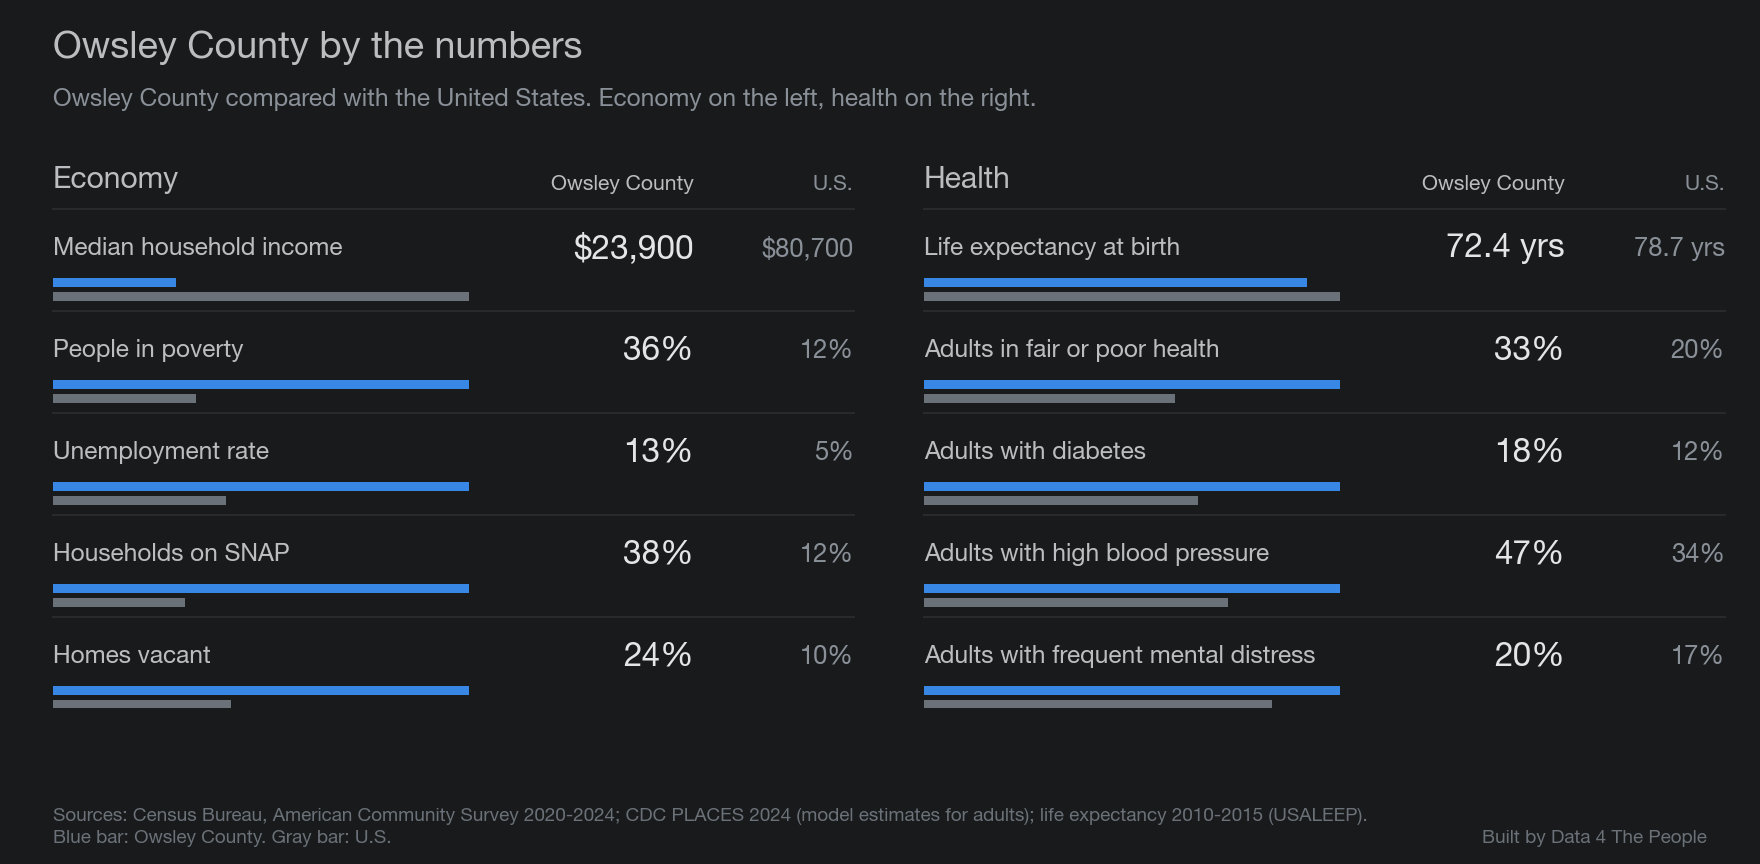 Owsley County by the numbers
Owsley County compared with the United States. Economy on the left, health on the right.
Economy Owsley County U.S.
Median household income $23,900 $80,700
People in poverty 36% 12%
Unemployment rate 13% 5%
Households on SNAP 38% 12%
Homes vacant 24% 10%
Health Owsley County U.S.
Life expectancy at birth 72.4 yrs 78.7 yrs
Adults in fair or poor health 33% 20%
Adults with diabetes 18% 12%
Adults with high blood pressure 47% 34%
Adults with frequent mental distress 20% 17%
Sources: Census Bureau, American Community Survey 2020-2024; CDC PLACES 2024 (model estimates for adults); life expectancy 2010-2015 (USALEEP).
Blue bar: Owsley County. Gray bar: U.S.
Built by Data 4 The People